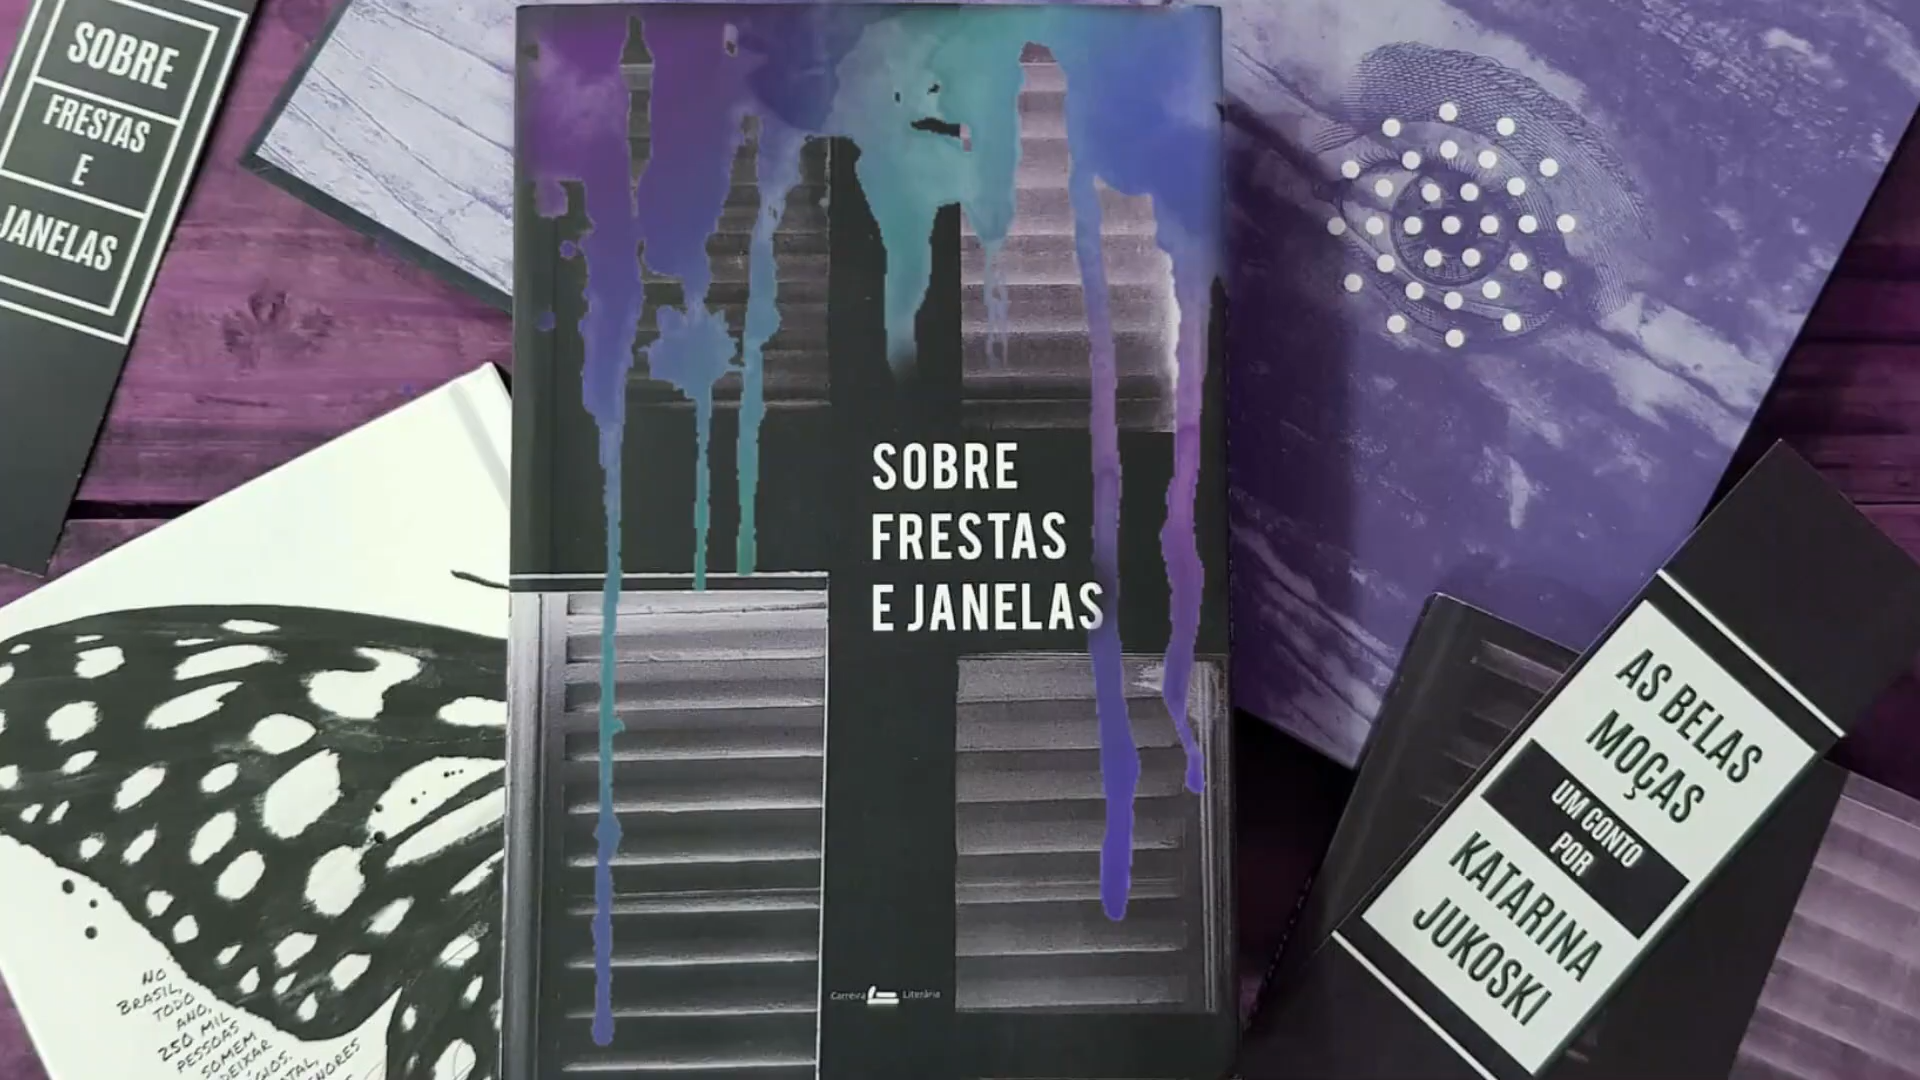 SOBRE
FRESTAS
E
JANELAS
SOBRE
FRESTAS
E JANELAS
Carreira Literária
AS BELAS
MOÇAS
UM CONTO
POR
KATARINA
JUKOSKI
NO
BRASIL,
TODO
ANO,
250 MIL
PESSOAS
SOMEM
DEIXAR